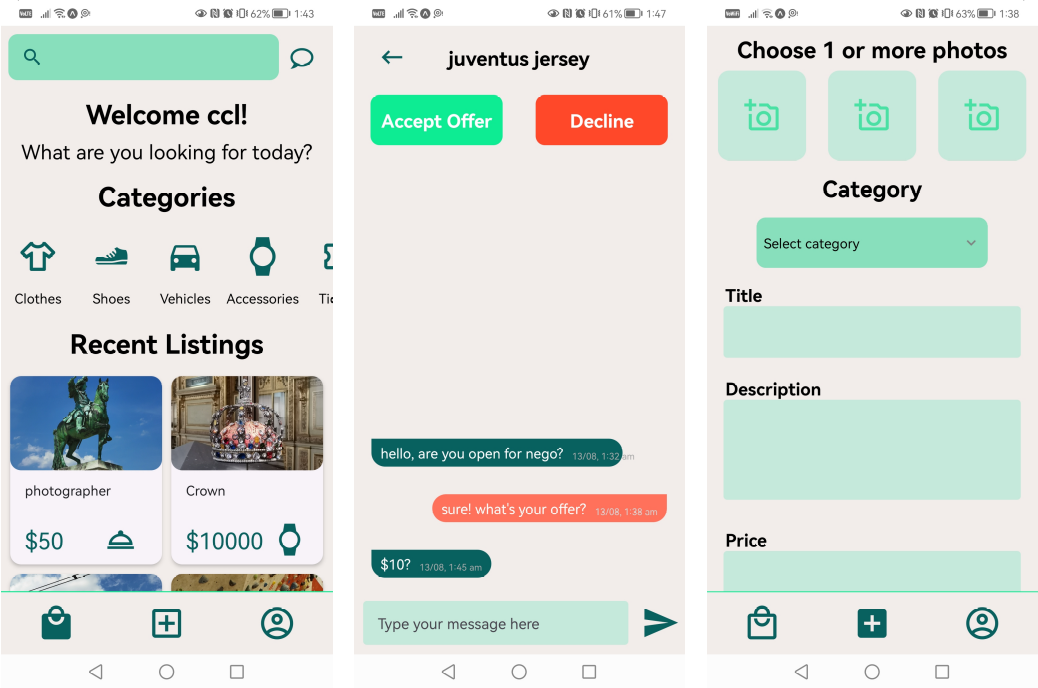 62% 1:43
Welcome ccl!
What are you looking for today?
Categories
Clothes Shoes Vehicles Accessories Tic
Recent Listings
photographer Crown
$50 $10000
61% 1:47
juventus jersey
Accept Offer Decline
hello, are you open for nego? 13/08, 1:32 am
sure! what's your offer? 13/08, 1:38 am
$10? 13/08, 1:45 am
Type your message here
63% 1:38
Choose 1 or more photos
Category
Select category
Title
Description
Price